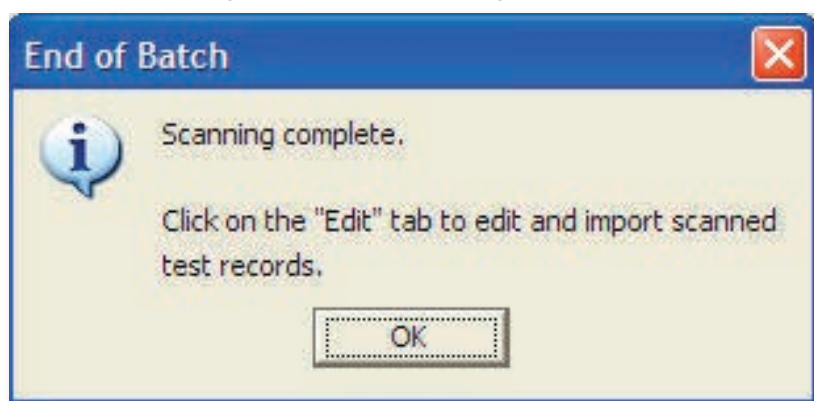 End of Batch
Scanning complete.
Click on the "Edit" tab to edit and import scanned
test records.
OK